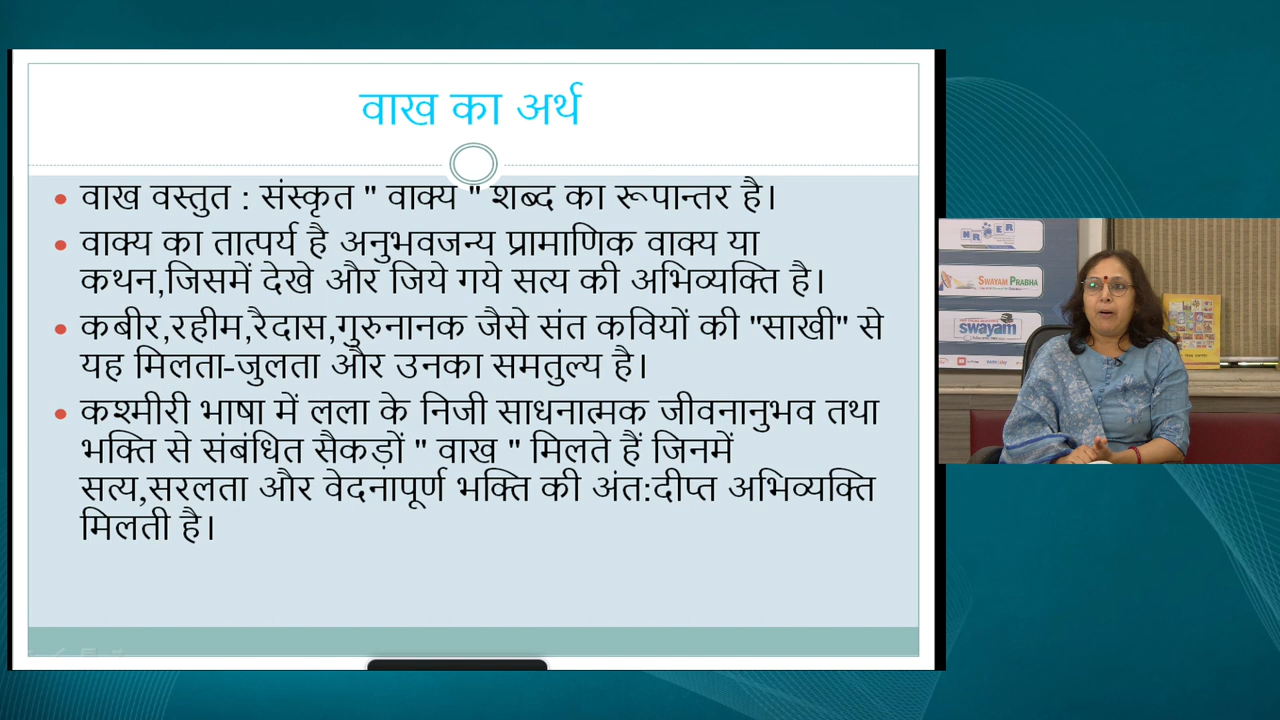 वाख का अर्थ
वाख वस्तुत : संस्कृत " वाक्य " शब्द का रूपान्तर है।
वाक्य का तात्पर्य है अनुभवजन्य प्रामाणिक वाक्य या
कथन,जिसमें देखे और जिये गये सत्य की अभिव्यक्ति है।
कबीर,रहीम,रैदास,गुरुनानक जैसे संत कवियों की "साखी" से
यह मिलता-जुलता और उनका समतुल्य है।
कश्मीरी भाषा में लला के निजी साधनात्मक जीवनानुभव तथा
भक्ति से संबंधित सैकड़ों " वाख " मिलते हैं जिनमें
सत्य,सरलता और वेदनापूर्ण भक्ति की अंत:दीप्त अभिव्यक्ति
मिलती है।
SWAYAM PRABHA
swayam